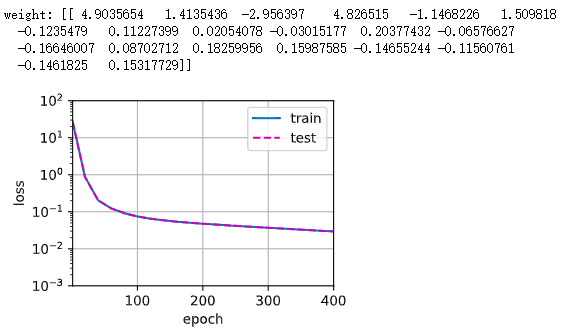 weight: [[ 4.9035654 1.4135436 -2.956397 4.826515 -1.1468226 1.509818
-0.1235479 0.11227399 0.02054078 -0.03015177 0.20377432 -0.06576627
-0.16646007 0.08702712 0.18259956 0.15987585 -0.14655244 -0.11560761
-0.1461825 0.15317729]]
10²
10¹
10⁰
10⁻¹
10⁻²
10⁻³
loss
train
test
100 200 300 400
epoch